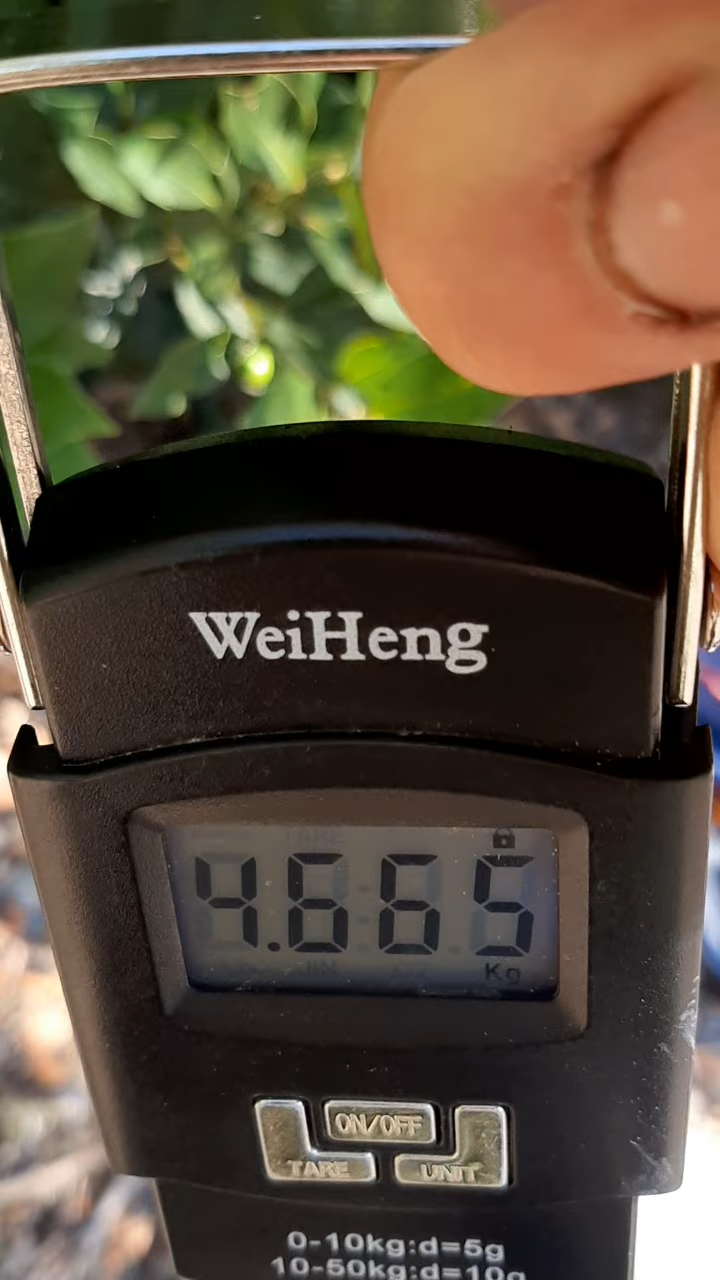 WeiHeng
4.665
Kg
ON/OFF
TARE UNIT
0-10kg:d=5g
10-50kg:d=10g